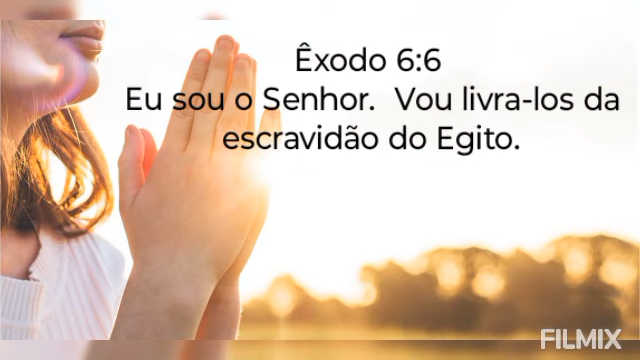 Êxodo 6:6
Eu sou o Senhor.  Vou livra-los da
escravidão do Egito.
FILMIX